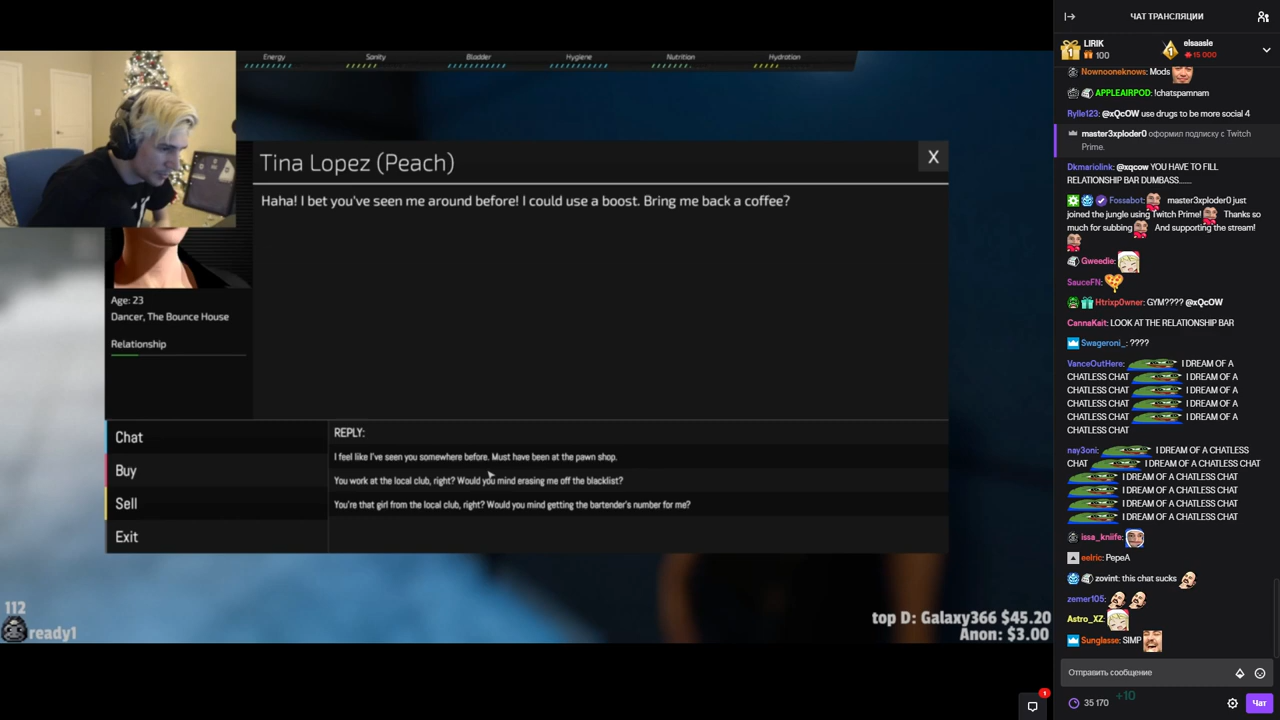 Energy
Sanity
Bladder
Hygiene
Nutrition
Hydration
Tina Lopez (Peach)
X
Haha! I bet you've seen me around before! I could use a boost. Bring me back a coffee?
Age: 23
Dancer, The Bounce House
Relationship
Chat
Buy
Sell
Exit
REPLY:
I feel like I've seen you somewhere before. Must have been at the pawn shop.
You work at the local club, right? Would you mind erasing me off the blacklist?
You're that girl from the local club, right? Would you mind getting the bartender's number for me?
112
ready1
top D: Galaxy366 $45.20
Anon: $3.00
ЧАТ ТРАНСЛЯЦИИ
1 LIRIK
100
1 elsaasle
15 000
Nownooneknows: Mods
APPLEAIRPOD: !chatspamnam
Rylle123: @xQcOW use drugs to be more social 4
master3xploder0 оформил подписку с Twitch
Prime.
Dkmariolink: @xqcow YOU HAVE TO FILL
RELATIONSHIP BAR DUMBASS.......
Fossabot: master3xploder0 just
joined the jungle using Twitch Prime! Thanks so
much for subbing And supporting the stream!
Gweedie:
SauceFN:
Htrixp0wner: GYM???? @xQcOW
CannaKait: LOOK AT THE RELATIONSHIP BAR
Swageroni_: ????
VanceOutHere: I DREAM OF A
CHATLESS CHAT I DREAM OF A
CHATLESS CHAT I DREAM OF A
CHATLESS CHAT I DREAM OF A
CHATLESS CHAT I DREAM OF A
CHATLESS CHAT
nay3oni: I DREAM OF A CHATLESS
CHAT I DREAM OF A CHATLESS CHAT
I DREAM OF A CHATLESS CHAT
I DREAM OF A CHATLESS CHAT
I DREAM OF A CHATLESS CHAT
I DREAM OF A CHATLESS CHAT
issa_kniife:
eelric: PepeA
zovint: this chat sucks
zemer105:
Astro_XZ:
Sunglasse: SIMP
Отправить сообщение
1
35 170
+10
Чат